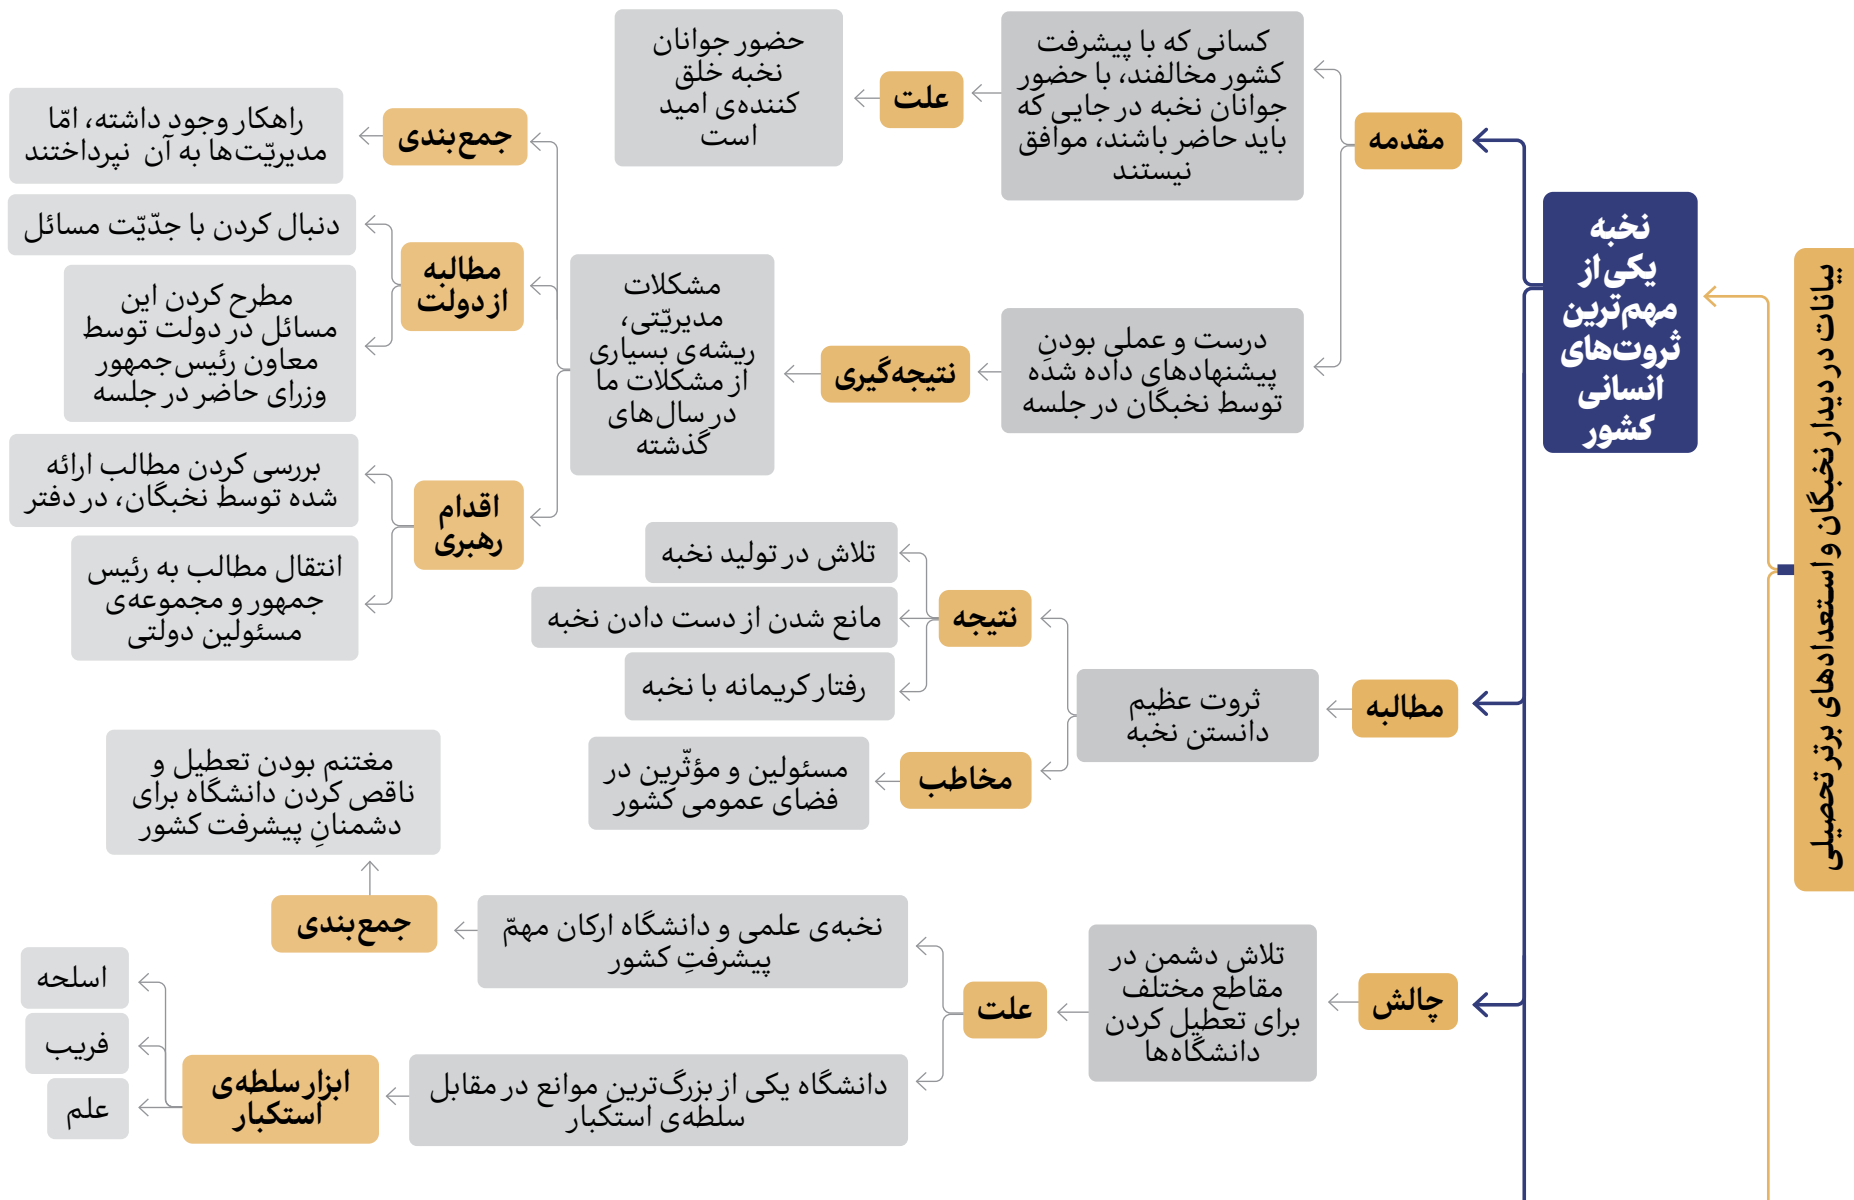 بیانات در دیدار نخبگان و استعدادهای برتر تحصیلی
نخبه
یکی از
مهم‌ترین
ثروت‌های
انسانی
کشور
مقدمه
کسانی که با پیشرفت
کشور مخالفند، با حضور
جوانان نخبه در جایی که
باید حاضر باشند، موافق
نیستند
علت
حضور جوانان
نخبه خلق
کننده‌ی امید
است
درست و عملی بودنِ
پیشنهادهای داده شده
توسط نخبگان در جلسه
نتیجه‌گیری
مشکلات
مدیریّتی،
ریشه‌ی بسیاری
از مشکلات ما
در سال‌های
گذشته
جمع‌بندی
راهکار وجود داشته، امّا
مدیریّت‌ها به آن نپرداختند
مطالبه
از دولت
دنبال کردن با جدّیّت مسائل
مطرح کردن این
مسائل در دولت توسط
معاون رئیس‌جمهور
وزرای حاضر در جلسه
اقدام
رهبری
بررسی کردن مطالب ارائه
شده توسط نخبگان، در دفتر
انتقال مطالب به رئیس
جمهور و مجموعه‌ی
مسئولین دولتی
مطالبه
ثروت عظیم
دانستن نخبه
نتیجه
تلاش در تولید نخبه
مانع شدن از دست دادن نخبه
رفتار کریمانه با نخبه
مخاطب
مسئولین و مؤثّرین در
فضای عمومی کشور
چالش
تلاش دشمن در
مقاطع مختلف
برای تعطیل کردن
دانشگاه‌ها
علت
نخبه‌ی علمی و دانشگاه ارکان مهمّ
پیشرفتِ کشور
جمع‌بندی
مغتنم بودن تعطیل و
ناقص کردن دانشگاه برای
دشمنانِ پیشرفت کشور
دانشگاه یکی از بزرگ‌ترین موانع در مقابل
سلطه‌ی استکبار
ابزار سلطه‌ی
استکبار
اسلحه
فریب
علم